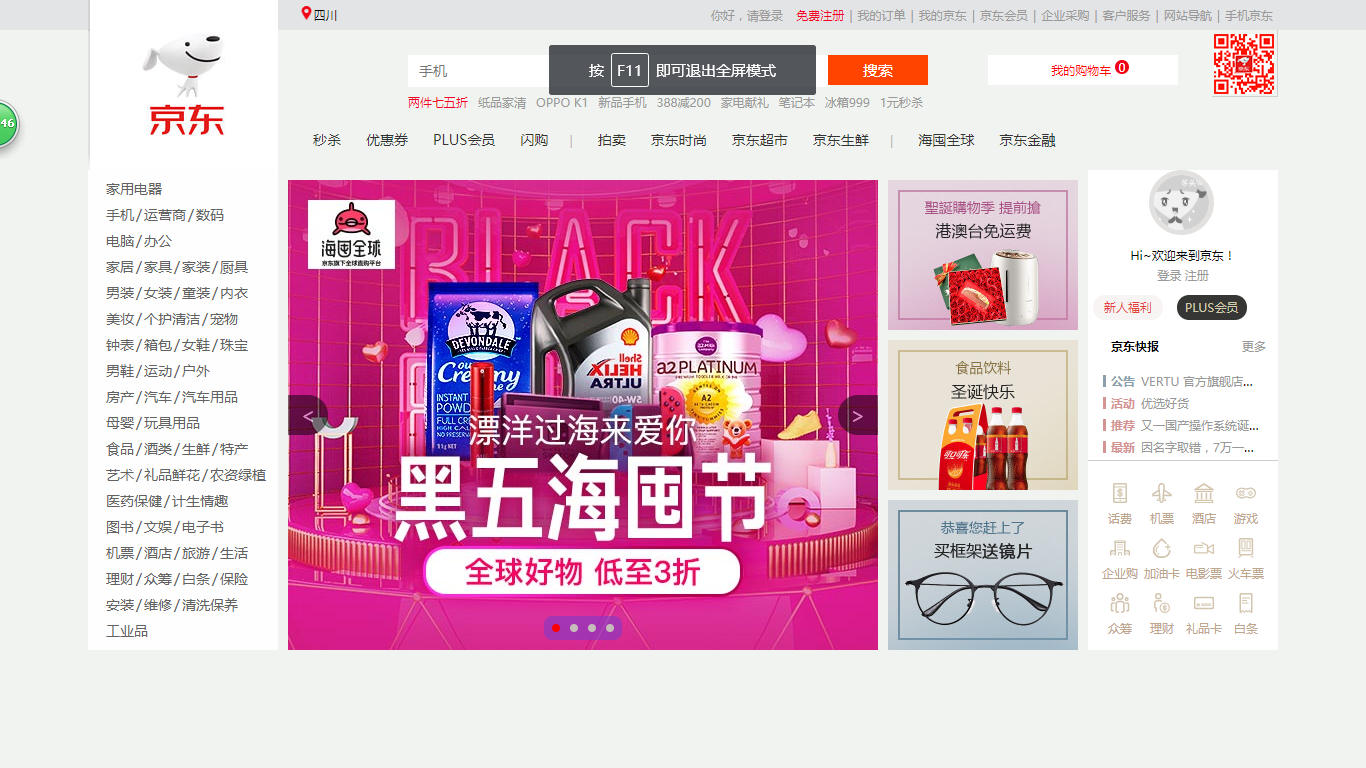 四川
你好，请登录 免费注册 | 我的订单 | 我的京东 | 京东会员 | 企业采购 | 客户服务 | 网站导航 | 手机京东
46
京东
手机
按 F11 即可退出全屏模式
搜索
我的购物车 0
两件七五折 纸品家清 OPPO K1 新品手机 388减200 家电献礼 笔记本 冰箱999 1元秒杀
秒杀 优惠券 PLUS会员 闪购 | 拍卖 京东时尚 京东超市 京东生鲜 | 海囤全球 京东金融
家用电器
手机/运营商/数码
电脑/办公
家居/家具/家装/厨具
男装/女装/童装/内衣
美妆/个护清洁/宠物
钟表/箱包/女鞋/珠宝
男鞋/运动/户外
房产/汽车/汽车用品
母婴/玩具用品
食品/酒类/生鲜/特产
艺术/礼品鲜花/农资绿植
医药保健/计生情趣
图书/文娱/电子书
机票/酒店/旅游/生活
理财/众筹/白条/保险
安装/维修/清洗保养
工业品
海囤全球
京东旗下全球直购平台
BLACK
DEVONDALE
Creamy
INSTANT
Shell
HELIX
ULTRA
5W-40
a2 PLATINUM
A2
<
>
漂洋过海来爱你
黑五海囤节
全球好物 低至3折
聖誕購物季 提前搶
港澳台免运费
食品饮料
圣诞快乐
恭喜您赶上了
买框架送镜片
Hi~欢迎来到京东！
登录 注册
新人福利 PLUS会员
京东快报 更多
公告 VERTU 官方旗舰店...
活动 优选好货
推荐 又一国产操作系统诞...
最新 因名字取错，7万一...
话费 机票 酒店 游戏
企业购 加油卡 电影票 火车票
众筹 理财 礼品卡 白条